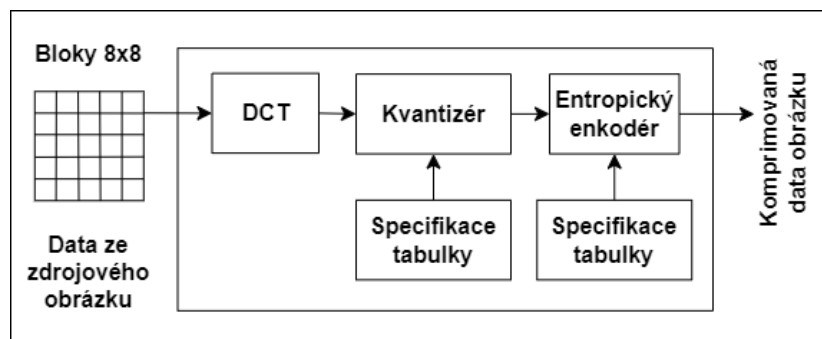 Bloky 8x8
DCT
Kvantizér
Entropický
enkodér
Komprimovaná
data obrázku
Specifikace
tabulky
Specifikace
tabulky
Data ze
zdrojového
obrázku